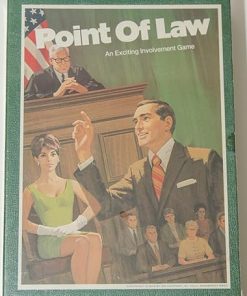 Point Of Law
An Exciting Involvement Game